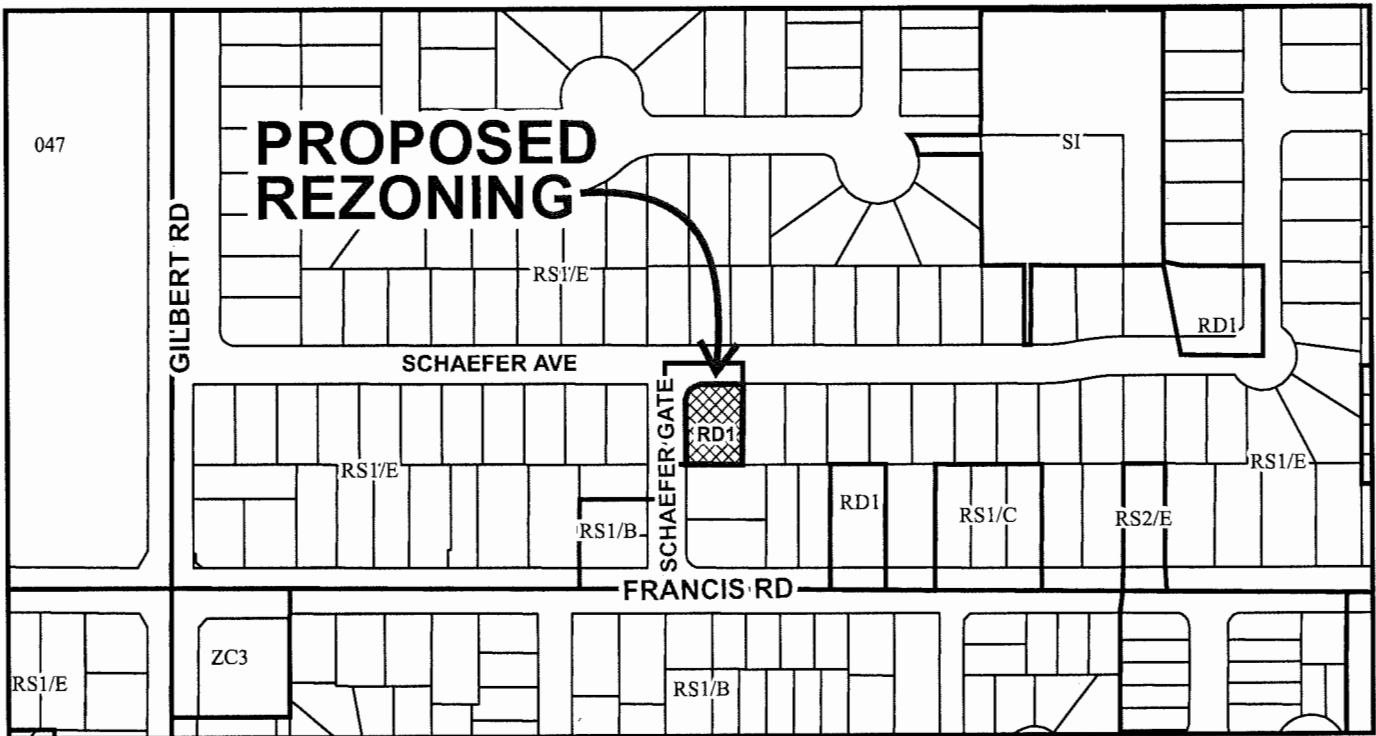 047
PROPOSED
REZONING
SI
GILBERT RD
RS1/E
RD1
SCHAEFER AVE
SCHAEFER GATE
RD1
RS1/E
RS1/E
RD1
RS1/C
RS2/E
RS1/B
FRANCIS RD
ZC3
RS1/E
RS1/B